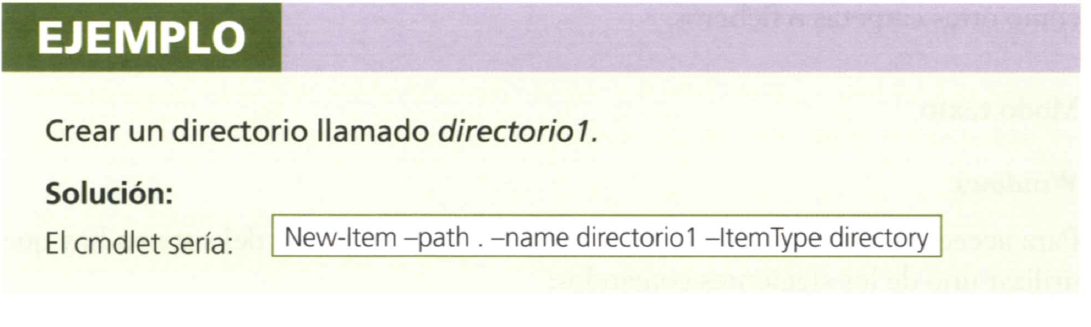 EJEMPLO
Crear un directorio llamado directorio1.
Solución:
El cmdlet sería: New-Item –path . –name directorio1 –ItemType directory